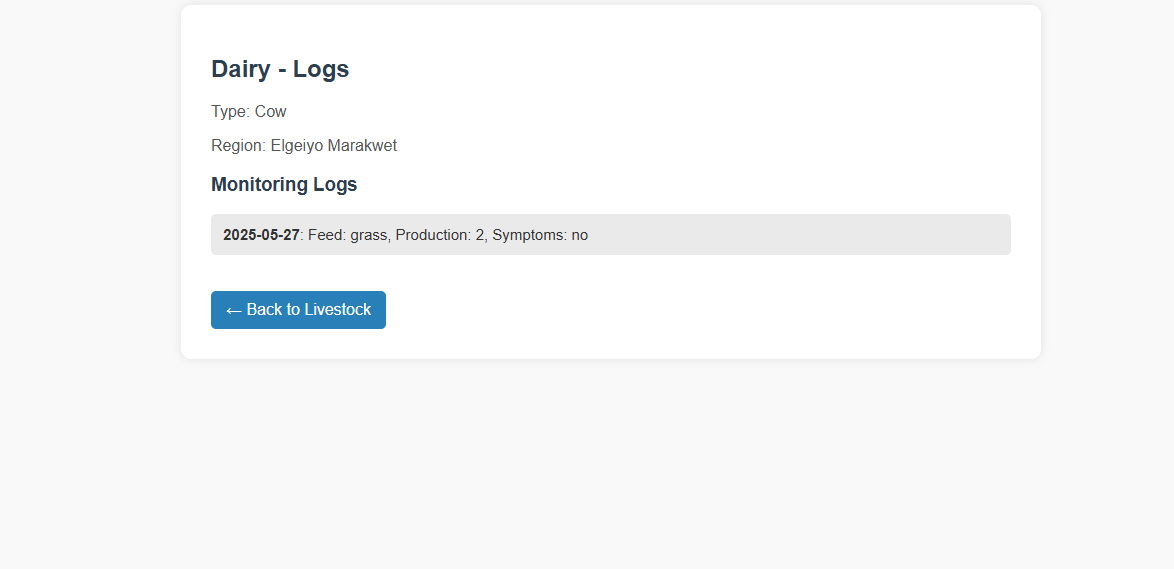 Dairy - Logs
Type: Cow
Region: Elgeiyo Marakwet
Monitoring Logs
2025-05-27: Feed: grass, Production: 2, Symptoms: no
← Back to Livestock